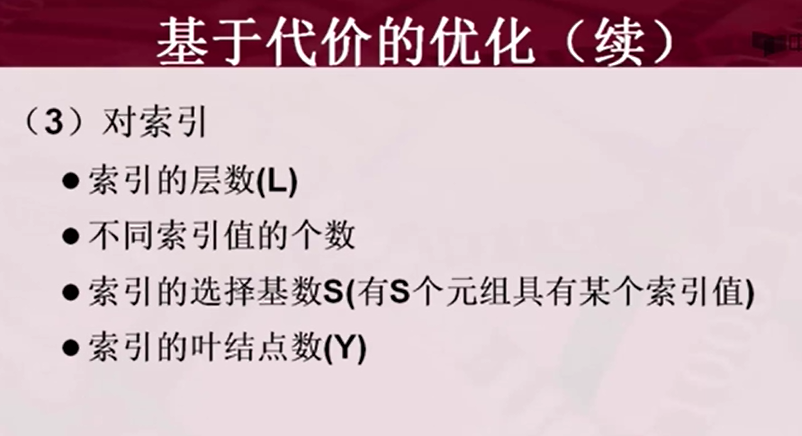 基于代价的优化（续）
（3）对索引
●索引的层数(L)
●不同索引值的个数
●索引的选择基数S(有S个元组具有某个索引值)
●索引的叶结点数(Y)